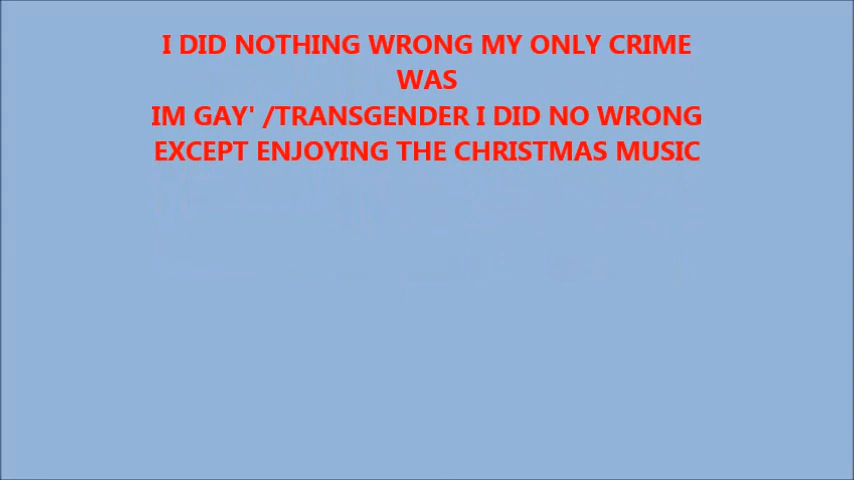 I DID NOTHING WRONG MY ONLY CRIME
WAS
IM GAY' /TRANSGENDER I DID NO WRONG
EXCEPT ENJOYING THE CHRISTMAS MUSIC